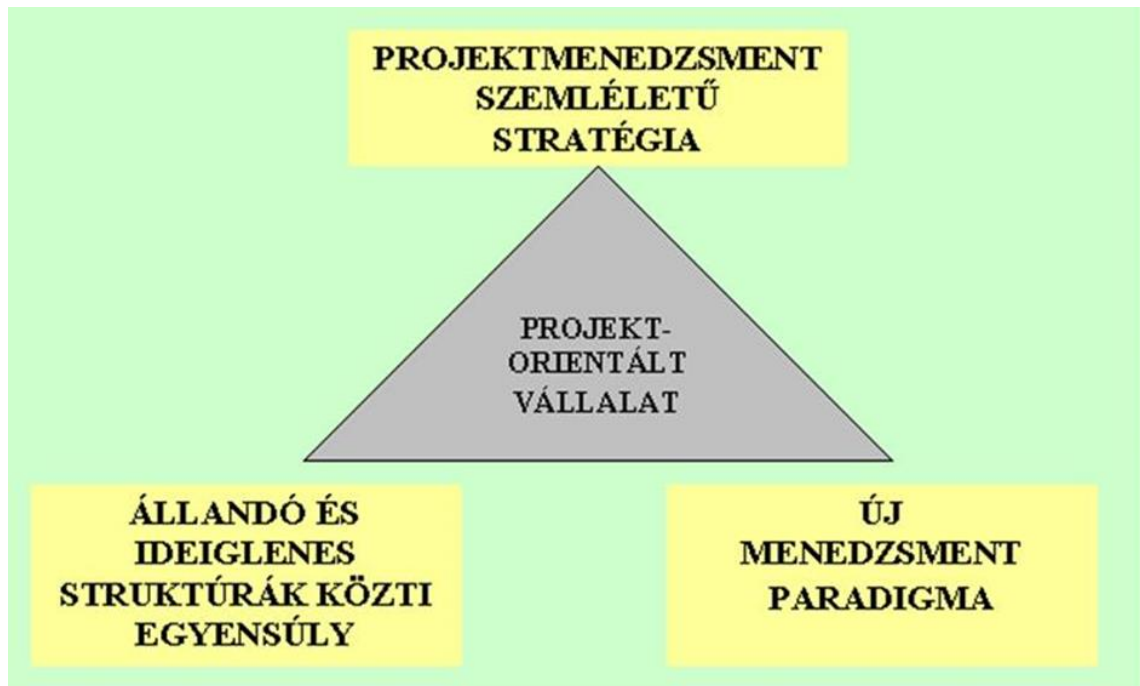 PROJEKTMENEDZSMENT
SZEMLÉLETŰ
STRATÉGIA
PROJEKT-
ORIENTÁLT
VÁLLALAT
ÁLLANDÓ ÉS
IDEIGLENES
STRUKTÚRÁK KÖZTI
EGYENSÚLY
ÚJ
MENEDZSMENT
PARADIGMA